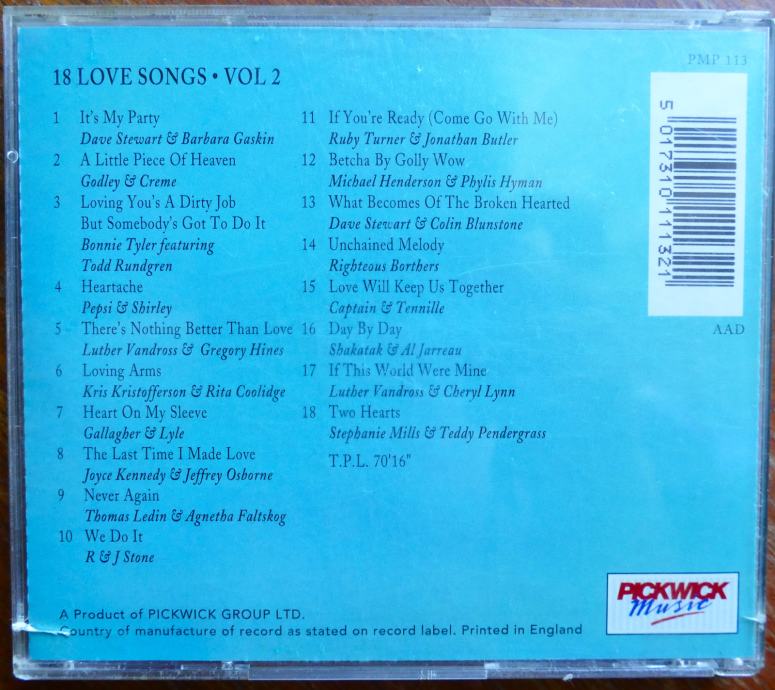 PMP 113
18 LOVE SONGS • VOL 2
1 It's My Party
Dave Stewart & Barbara Gaskin
2 A Little Piece Of Heaven
Godley & Creme
3 Loving You's A Dirty Job
But Somebody's Got To Do It
Bonnie Tyler featuring
Todd Rundgren
4 Heartache
Pepsi & Shirley
5 There's Nothing Better Than Love
Luther Vandross & Gregory Hines
6 Loving Arms
Kris Kristofferson & Rita Coolidge
7 Heart On My Sleeve
Gallagher & Lyle
8 The Last Time I Made Love
Joyce Kennedy & Jeffrey Osborne
9 Never Again
Thomas Ledin & Agnetha Faltskog
10 We Do It
R & J Stone
11 If You're Ready (Come Go With Me)
Ruby Turner & Jonathan Butler
12 Betcha By Golly Wow
Michael Henderson & Phylis Hyman
13 What Becomes Of The Broken Hearted
Dave Stewart & Colin Blunstone
14 Unchained Melody
Righteous Borthers
15 Love Will Keep Us Together
Captain & Tennille
16 Day By Day
Shakatak & Al Jarreau
17 If This World Were Mine
Luther Vandross & Cheryl Lynn
18 Two Hearts
Stephanie Mills & Teddy Pendergrass
T.P.L. 70'16"
5 017310 111321
AAD
PICKWICK
Music
A Product of PICKWICK GROUP LTD.
Country of manufacture of record as stated on record label. Printed in England